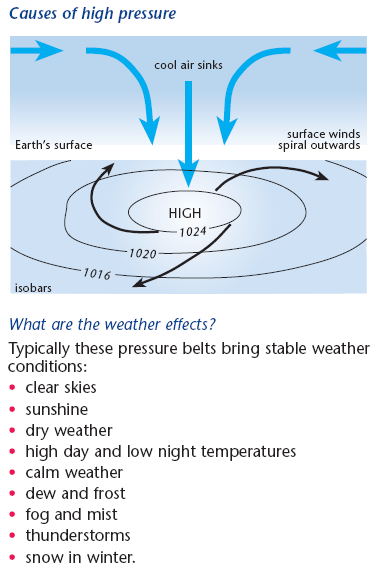 Causes of high pressure
cool air sinks
Earth's surface
surface winds
spiral outwards
HIGH
1024
1020
1016
isobars
What are the weather effects?
Typically these pressure belts bring stable weather
conditions:
• clear skies
• sunshine
• dry weather
• high day and low night temperatures
• calm weather
• dew and frost
• fog and mist
• thunderstorms
• snow in winter.